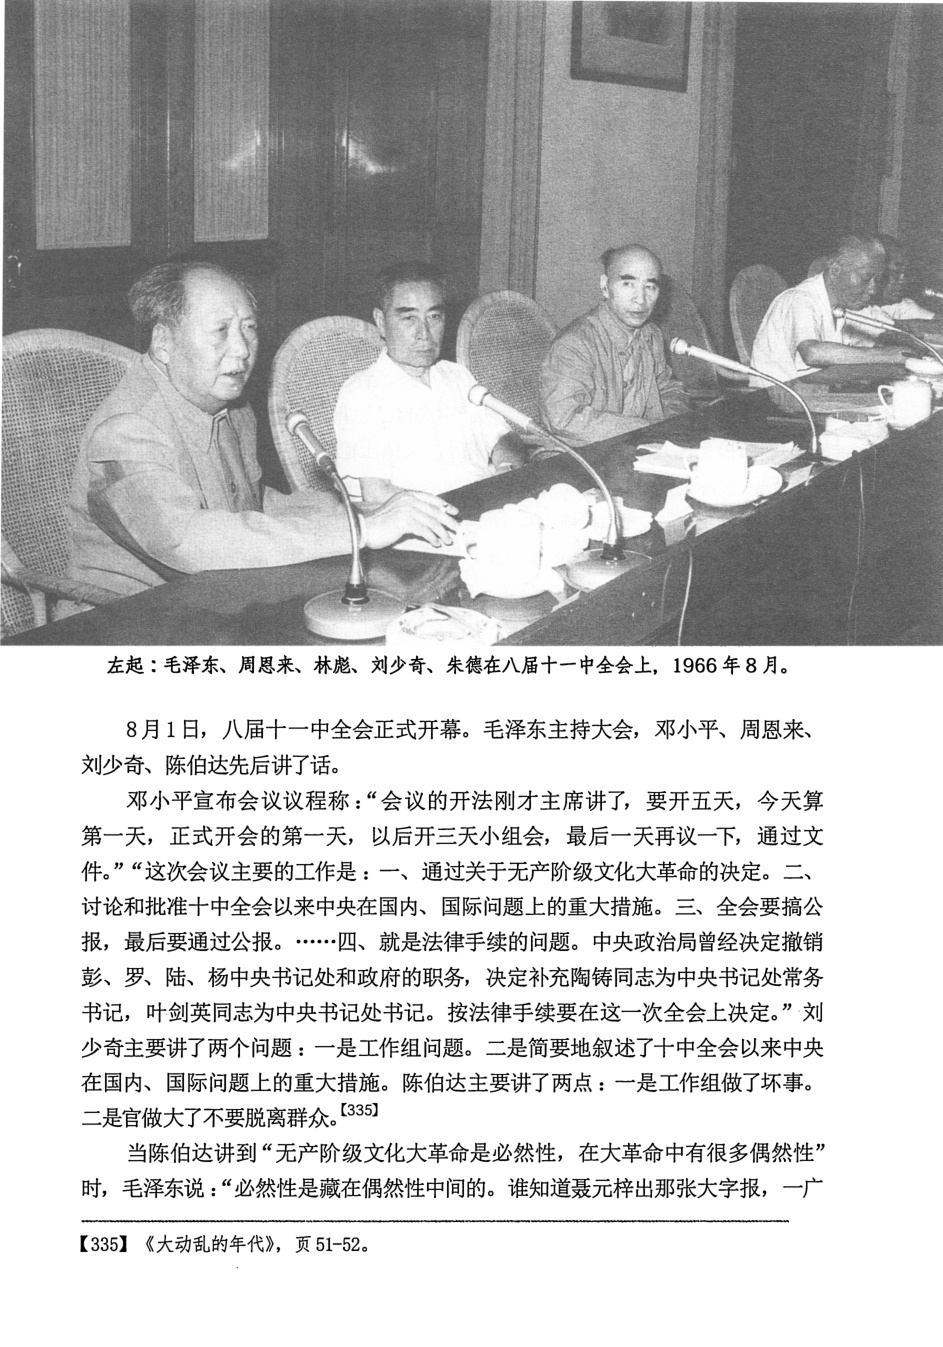 左起：毛泽东、周恩来、林彪、刘少奇、朱德在八届十一中全会上，1966年8月。
8月1日，八届十一中全会正式开幕。毛泽东主持大会，邓小平、周恩来、
刘少奇、陈伯达先后讲了话。
邓小平宣布会议议程称：“会议的开法刚才主席讲了，要开五天，今天算
第一天，正式开会的第一天，以后开三天小组会，最后一天再议一下，通过文
件。”“这次会议主要的工作是：一、通过关于无产阶级文化大革命的决定。二、
讨论和批准十中全会以来中央在国内、国际问题上的重大措施。三、全会要搞公
报，最后要通过公报。……四、就是法律手续的问题。中央政治局曾经决定撤销
彭、罗、陆、杨中央书记处和政府的职务，决定补充陶铸同志为中央书记处常务
书记，叶剑英同志为中央书记处书记。按法律手续要在这一次全会上决定。”刘
少奇主要讲了两个问题：一是工作组问题。二是简要地叙述了十中全会以来中央
在国内、国际问题上的重大措施。陈伯达主要讲了两点：一是工作组做了坏事。
二是官做大了不要脱离群众。【335】
当陈伯达讲到“无产阶级文化大革命是必然性，在大革命中有很多偶然性”
时，毛泽东说：“必然性是藏在偶然性中间的。谁知道聂元梓出那张大字报，一广
【335】《大动乱的年代》，页51-52。